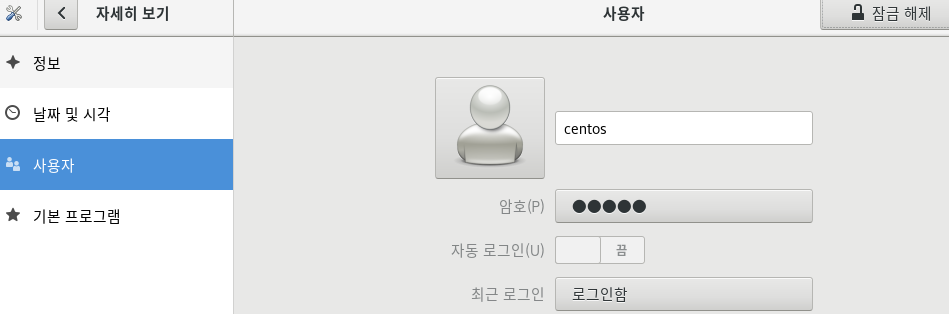 자세히 보기
사용자
잠금 해제
정보
날짜 및 시각
사용자
기본 프로그램
centos
암호(P)
●●●●●
자동 로그인(U)
끔
최근 로그인
로그인함